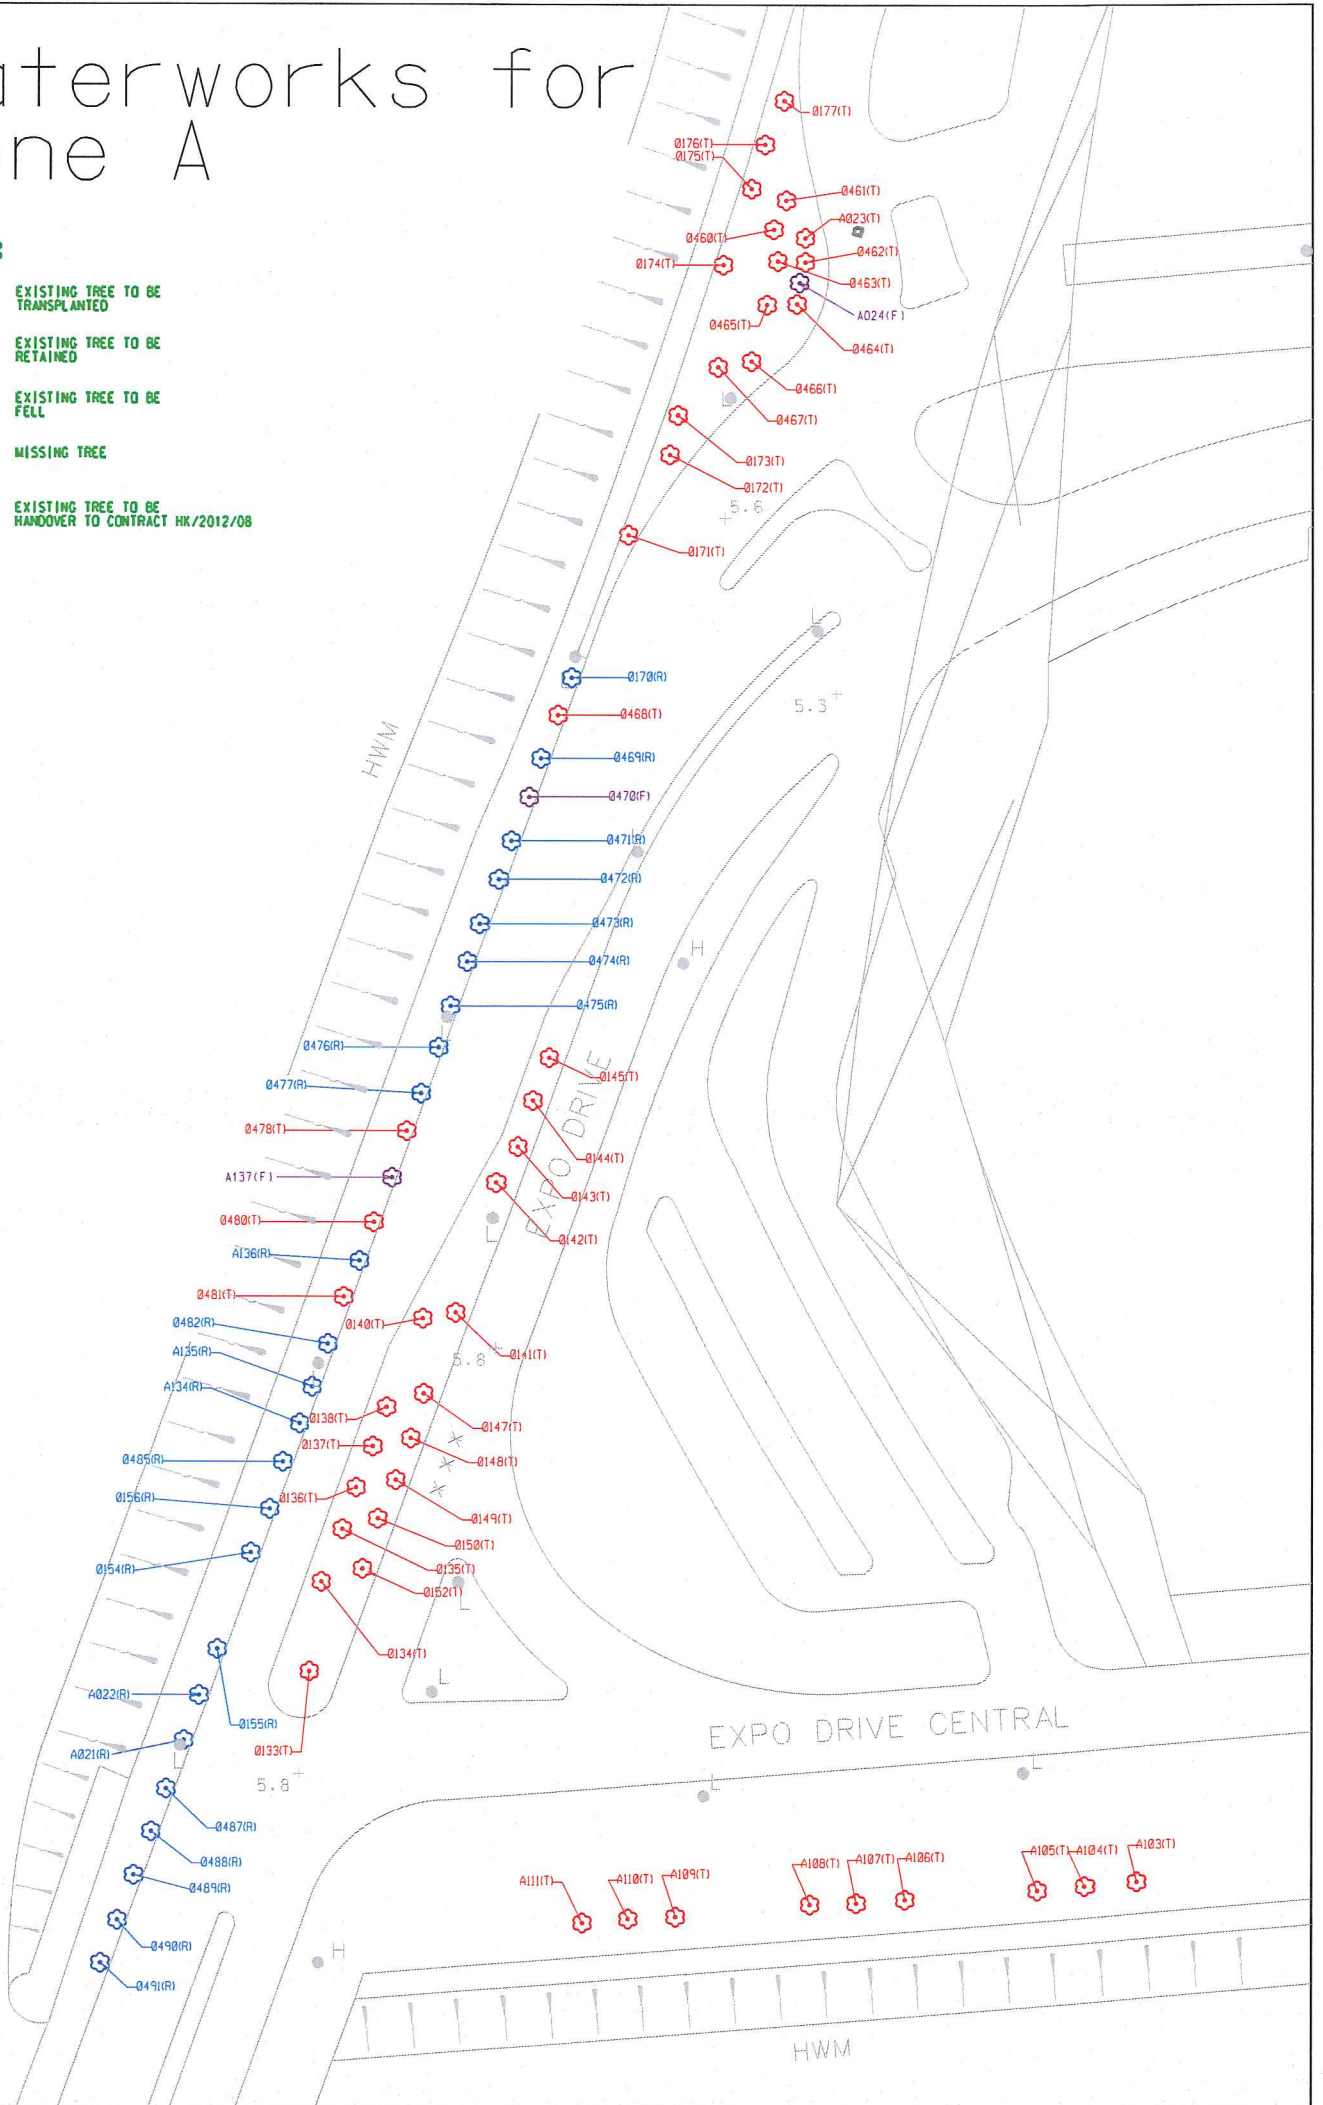 aterworks for
ne A
EXISTING TREE TO BE
TRANSPLANTED
EXISTING TREE TO BE
RETAINED
EXISTING TREE TO BE
FELL
MISSING TREE
EXISTING TREE TO BE
HANDOVER TO CONTRACT HK/2012/08
0177(T)
0176(T)
0175(T)
0461(T)
A023(T)
0460(T)
0462(T)
0174(T)
0463(T)
A024(F)
0465(T)
0464(T)
0466(T)
L
0467(T)
0173(T)
0172(T)
5.6
0171(T)
L
0170(R)
5.3
0468(T)
HWM
0469(R)
0470(F)
0471(R)
L
0472(R)
0473(R)
H
0474(R)
0475(R)
L
0476(R)
0145(T)
0477(R)
EXPO DRIVE
0478(T)
0144(T)
A137(F)
0143(T)
0480(T)
L
0142(T)
A136(R)
0481(T)
0482(R)
0140(T)
A135(R)
5.8
0141(T)
L
A134(R)
0138(T)
0147(T)
0137(T)
0485(R)
0148(T)
0156(R)
0136(T)
0149(T)
0150(T)
0154(R)
0135(T)
0152(T)
L
0134(T)
L
A022(R)
0155(R)
EXPO DRIVE CENTRAL
A021(R)
L
0133(T)
5.8
L
L
0487(R)
0488(R)
A105(T)
A104(T)
A103(T)
A108(T)
A107(T)
A106(T)
0489(R)
A111(T)
A110(T)
A109(T)
0490(R)
H
0491(R)
HWM